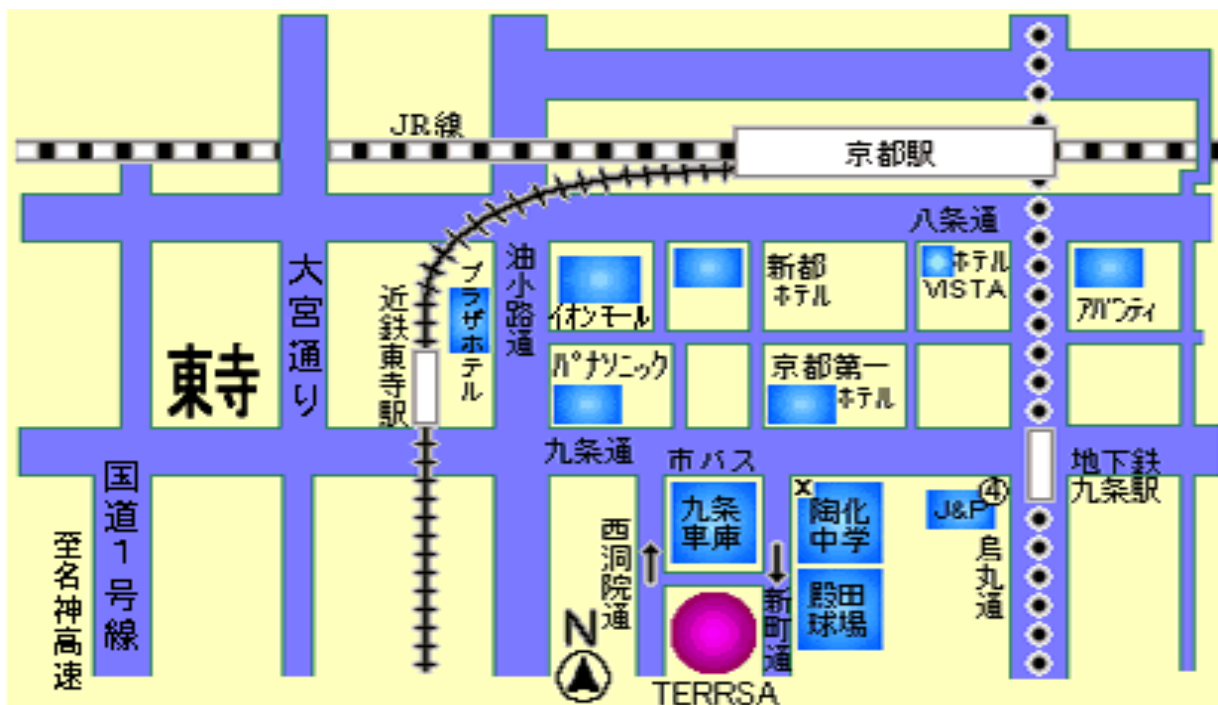 JR線
京都駅
八条通
大宮通り
近鉄東寺駅
プラザホテル
油小路通
イオンモール
新都
ホテル
ホテル
VISTA
アバンティ
東寺
パナソニック
京都第一
ホテル
九条通
市バス
地下鉄
九条駅
国道1号線
至名神高速
西洞院通
九条
車庫
x
陶化
中学
④
J&P
烏丸通
新町通
殿田
球場
N
TERRSA